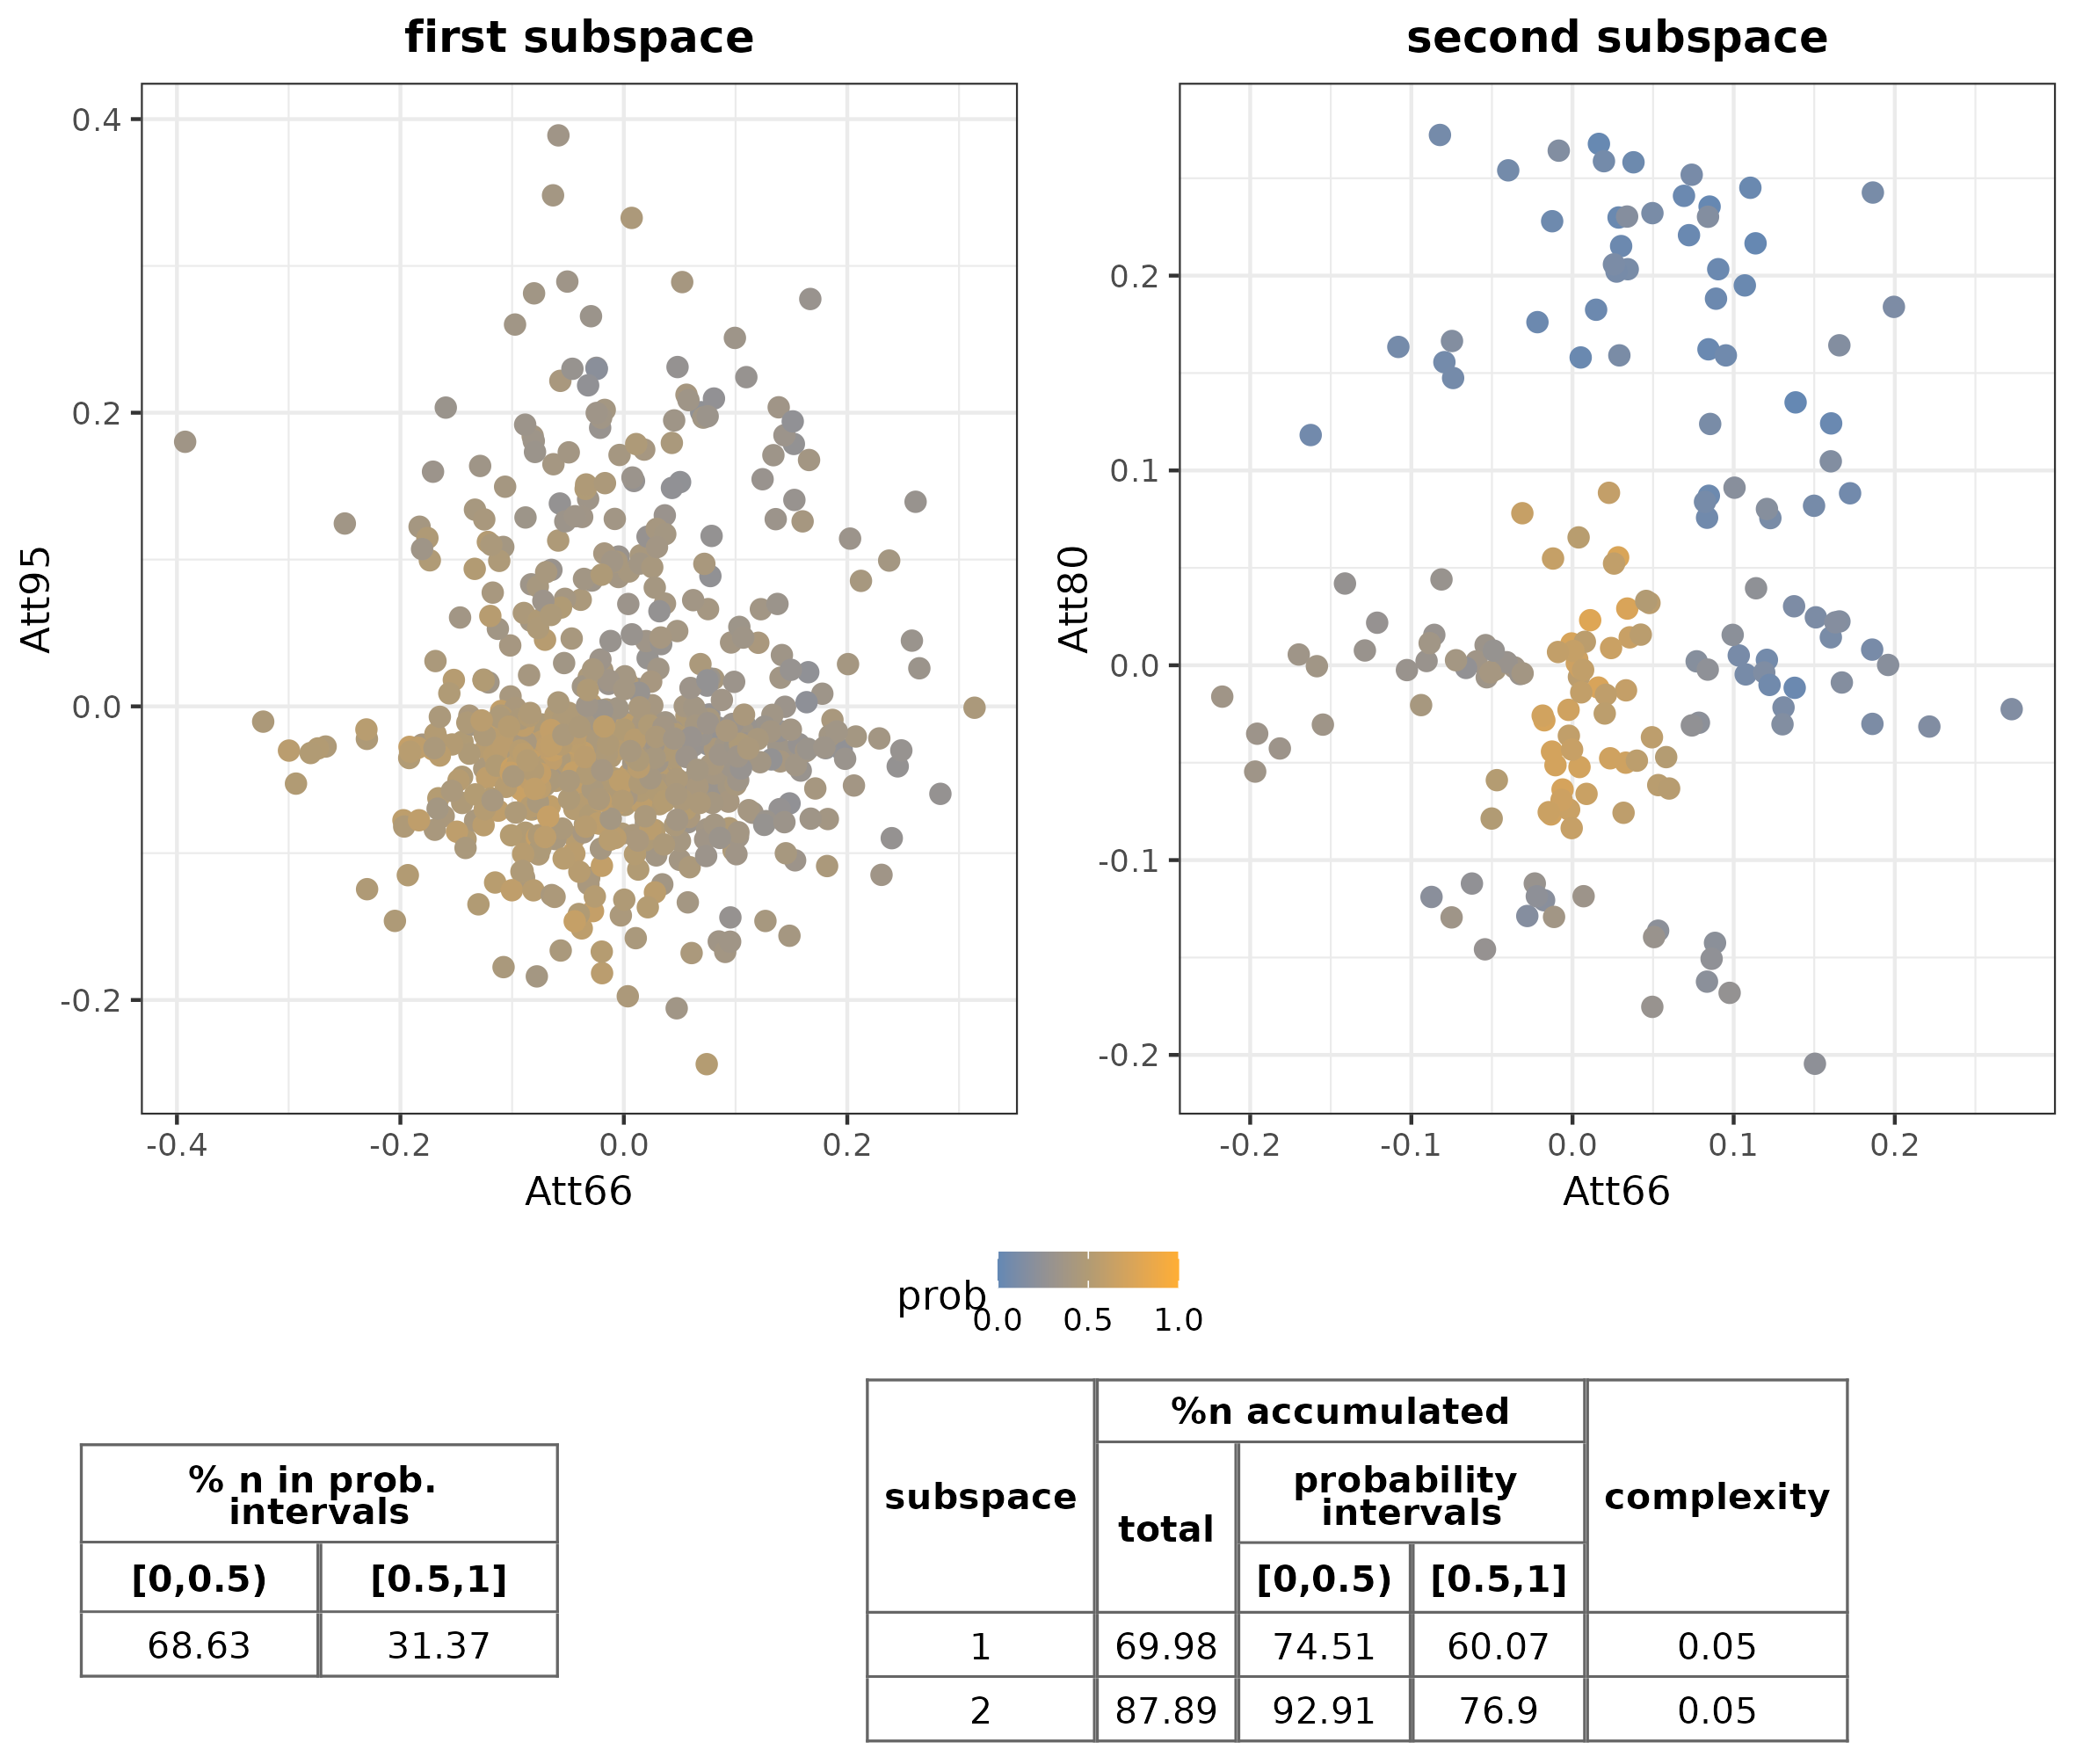 first subspace
second subspace
0.4
0.2
0.0
-0.2
Att95
-0.4
-0.2
0.0
0.2
Att66
0.2
0.1
0.0
-0.1
-0.2
Att80
-0.2
-0.1
0.0
0.1
0.2
Att66
prob
0.0 0.5 1.0
% n in prob.
intervals
[0,0.5) [0.5,1]
68.63 31.37
subspace
%n accumulated
total
probability
intervals
[0,0.5) [0.5,1]
complexity
1 69.98 74.51 60.07 0.05
2 87.89 92.91 76.9 0.05